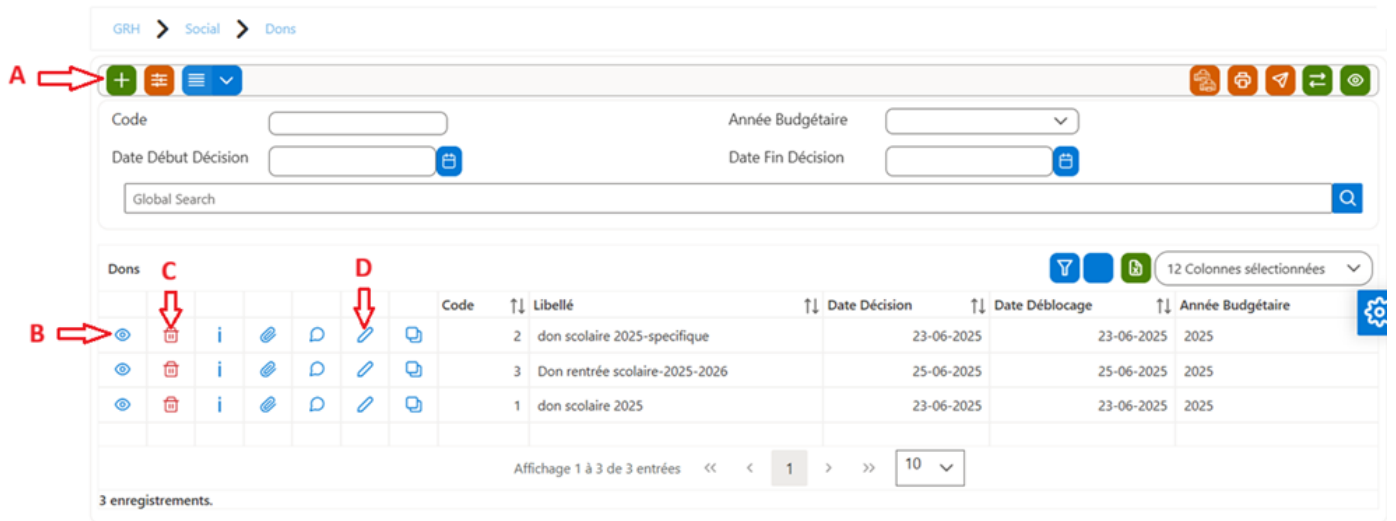 GRH Social Dons
A
Code Année Budgétaire
Date Début Décision Date Fin Décision
Global Search
Dons C D 12 Colonnes sélectionnées
Code Libellé Date Décision Date Déblocage Année Budgétaire
B 2 don scolaire 2025-specifique 23-06-2025 23-06-2025 2025
3 Don rentrée scolaire-2025-2026 25-06-2025 25-06-2025 2025
1 don scolaire 2025 23-06-2025 23-06-2025 2025
Affichage 1 à 3 de 3 entrées << < 1 > >> 10
3 enregistrements.